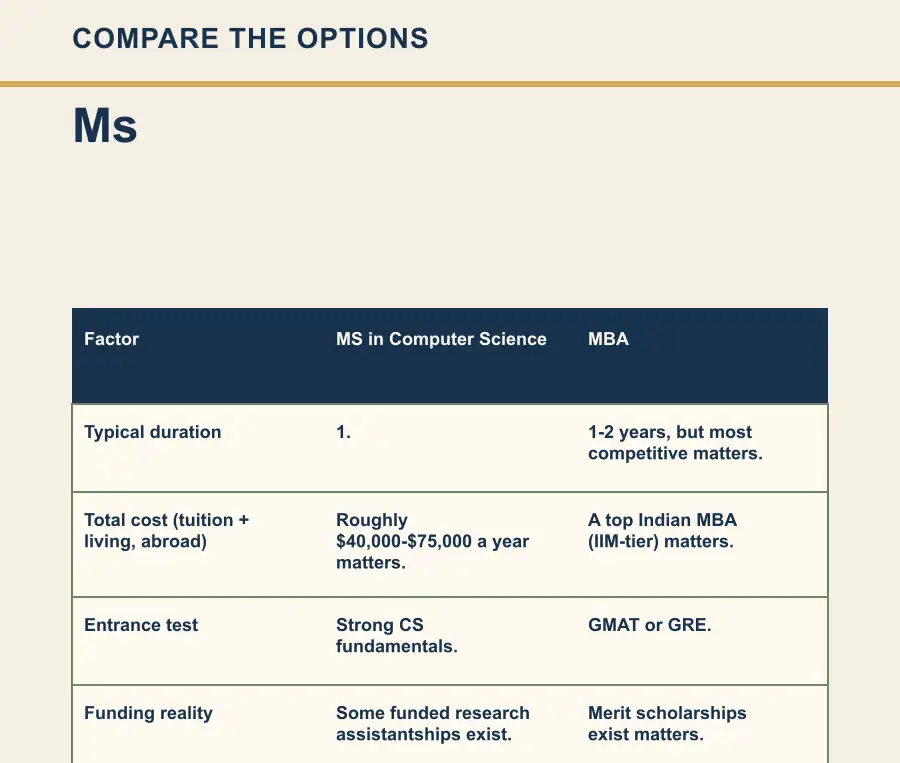 COMPARE THE OPTIONS
Ms
Factor
MS in Computer Science
MBA
Typical duration
1.
1-2 years, but most
competitive matters.
Total cost (tuition +
living, abroad)
Roughly
$40,000-$75,000 a year
matters.
A top Indian MBA
(IIM-tier) matters.
Entrance test
Strong CS
fundamentals.
GMAT or GRE.
Funding reality
Some funded research
assistantships exist.
Merit scholarships
exist matters.